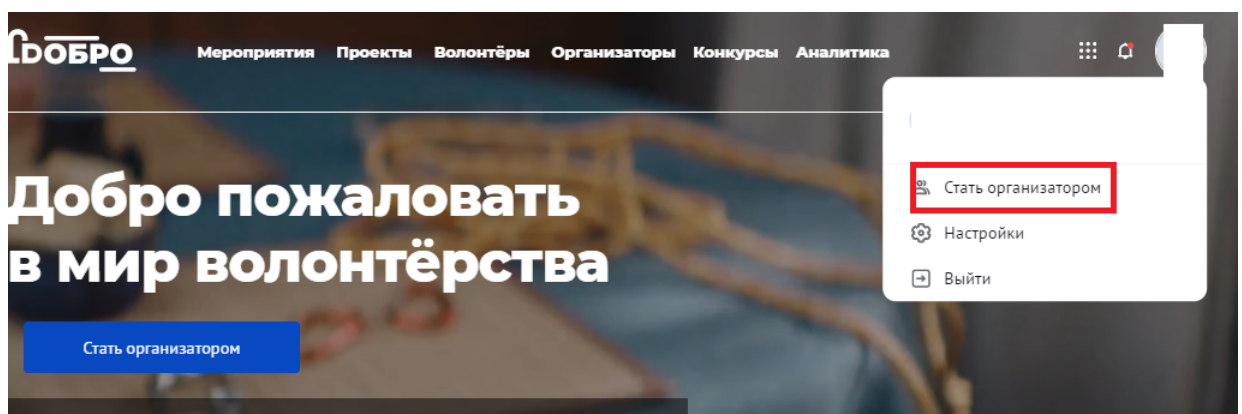 ДОБРО
Мероприятия Проекты Волонтёры Организаторы Конкурсы Аналитика
Добро пожаловать
в мир волонтёрства
Стать организатором
Стать организатором
Настройки
Выйти